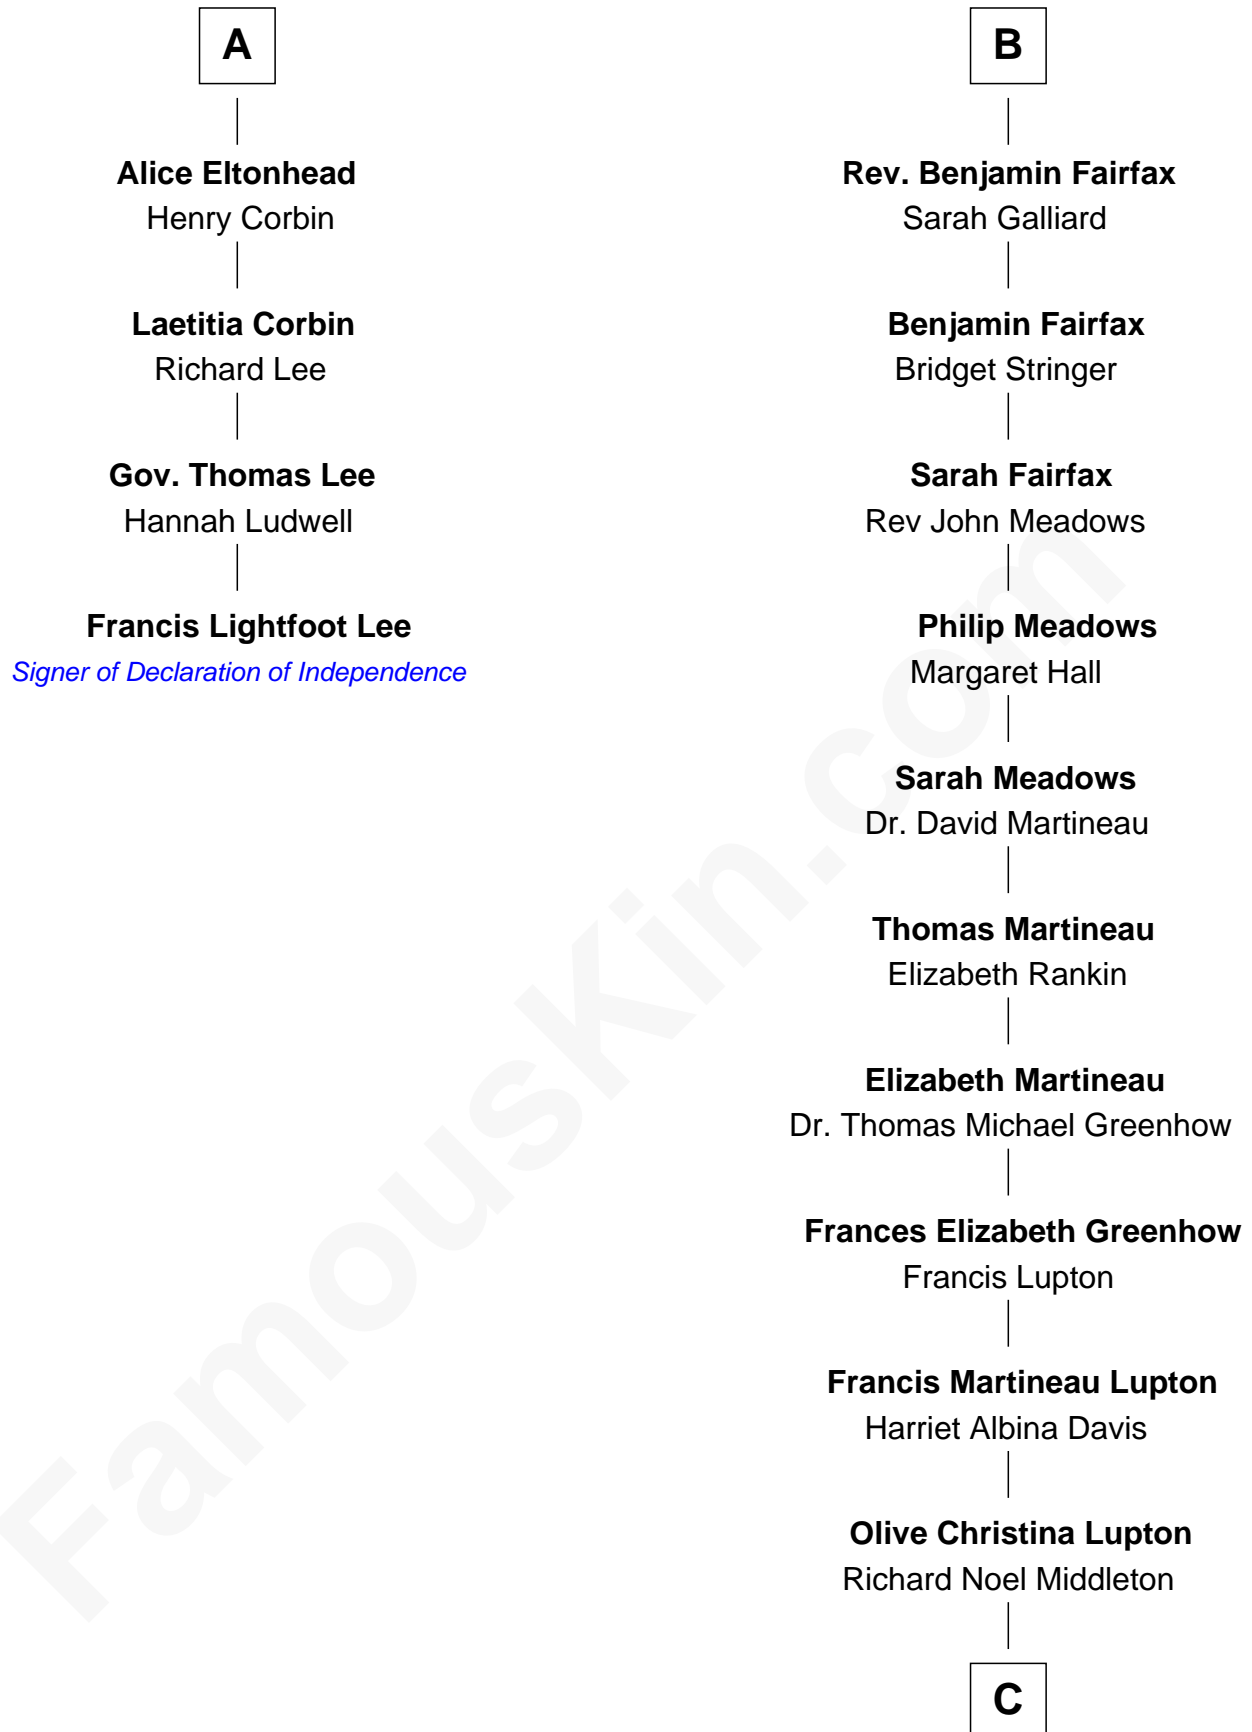 A
Alice Eltonhead
Henry Corbin
Laetitia Corbin
Richard Lee
Gov. Thomas Lee
Hannah Ludwell
Francis Lightfoot Lee
Signer of Declaration of Independence
B
Rev. Benjamin Fairfax
Sarah Galliard
Benjamin Fairfax
Bridget Stringer
Sarah Fairfax
Rev John Meadows
Philip Meadows
Margaret Hall
Sarah Meadows
Dr. David Martineau
Thomas Martineau
Elizabeth Rankin
Elizabeth Martineau
Dr. Thomas Michael Greenhow
Frances Elizabeth Greenhow
Francis Lupton
Francis Martineau Lupton
Harriet Albina Davis
Olive Christina Lupton
Richard Noel Middleton
C
FamousKin.com